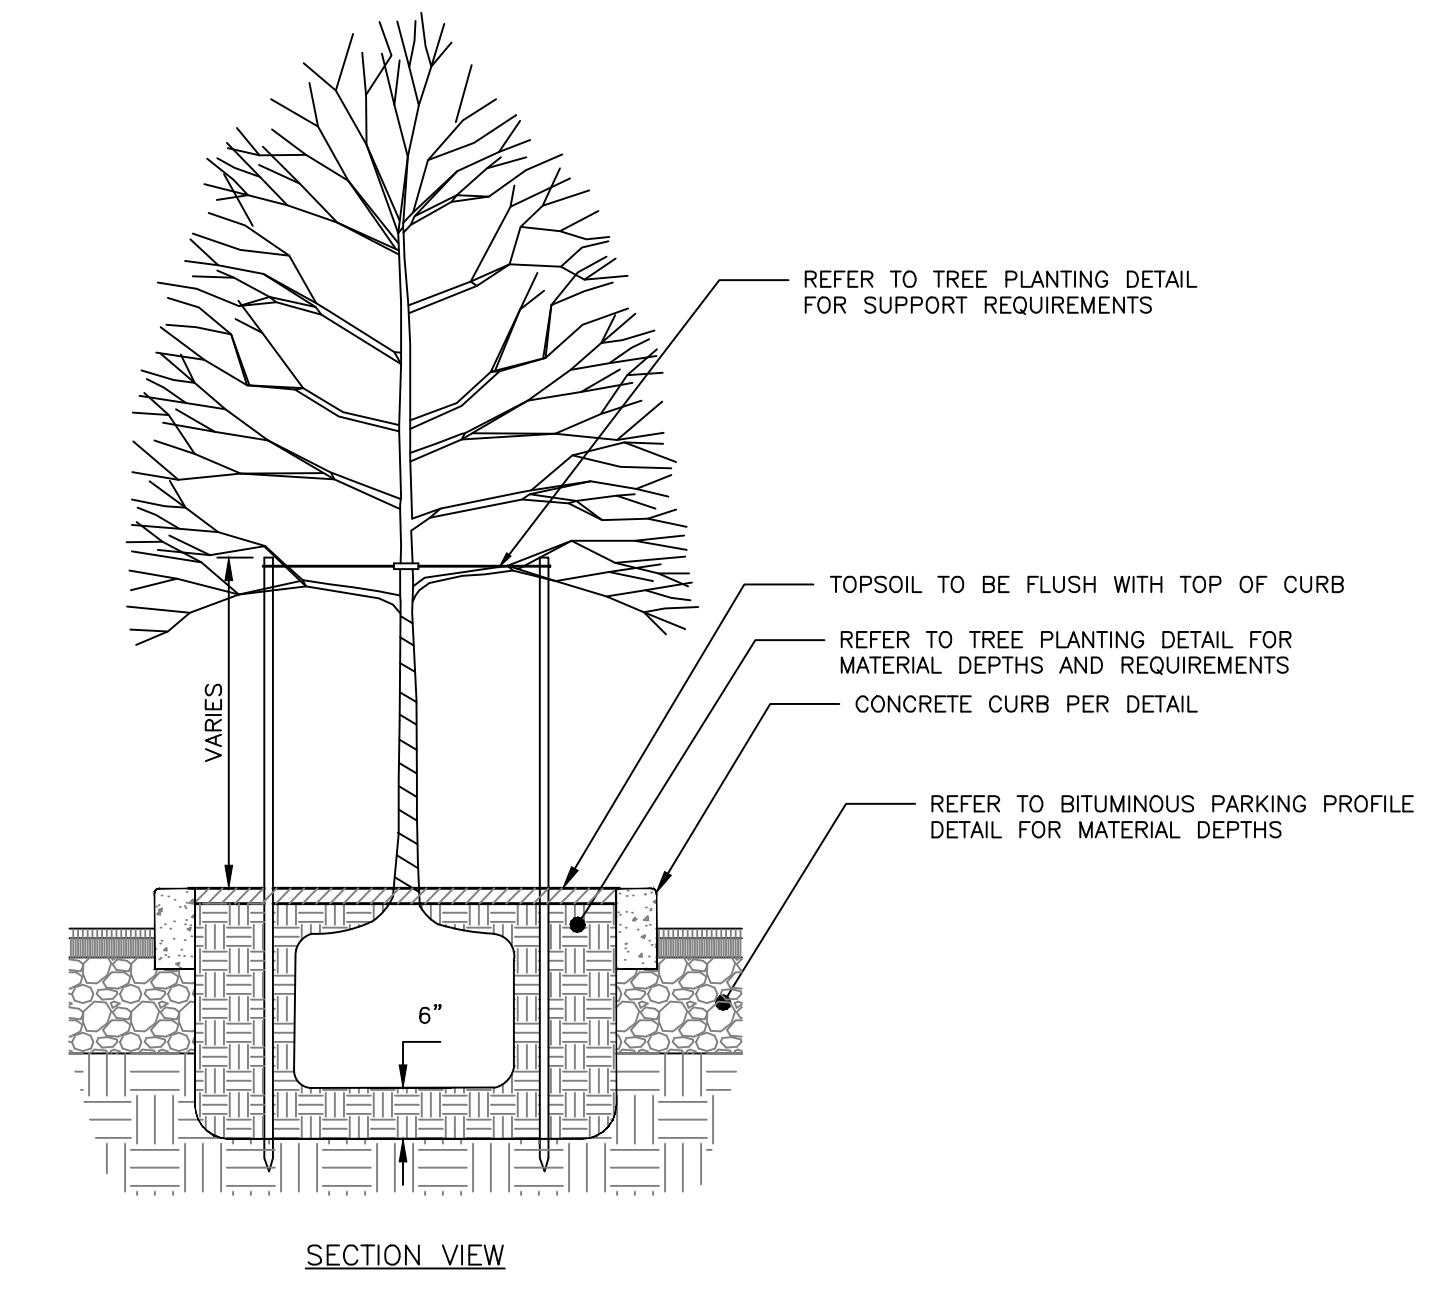 REFER TO TREE PLANTING DETAIL
FOR SUPPORT REQUIREMENTS
TOPSOIL TO BE FLUSH WITH TOP OF CURB
REFER TO TREE PLANTING DETAIL FOR
MATERIAL DEPTHS AND REQUIREMENTS
CONCRETE CURB PER DETAIL
VARIES
REFER TO BITUMINOUS PARKING PROFILE
DETAIL FOR MATERIAL DEPTHS
6"
SECTION VIEW